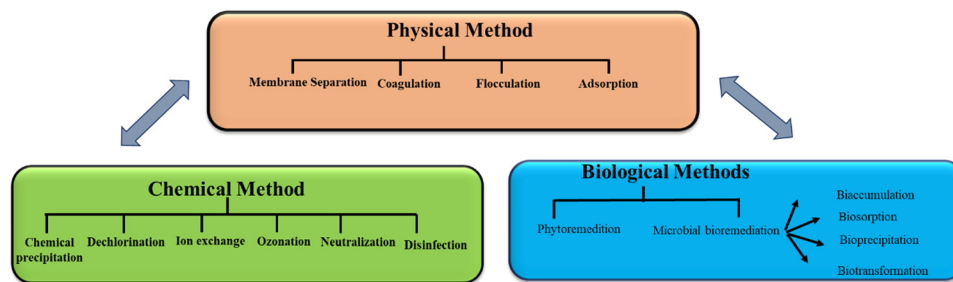 Physical Method
Membrane Separation
Coagulation
Flocculation
Adsorption
Chemical Method
Chemical
precipitation
Dechlorination
Ion exchange
Ozonation
Neutralization
Disinfection
Biological Methods
Phytoremedition
Microbial bioremediation
Biaccumulation
Biosorption
Bioprecipitation
Biotransformation